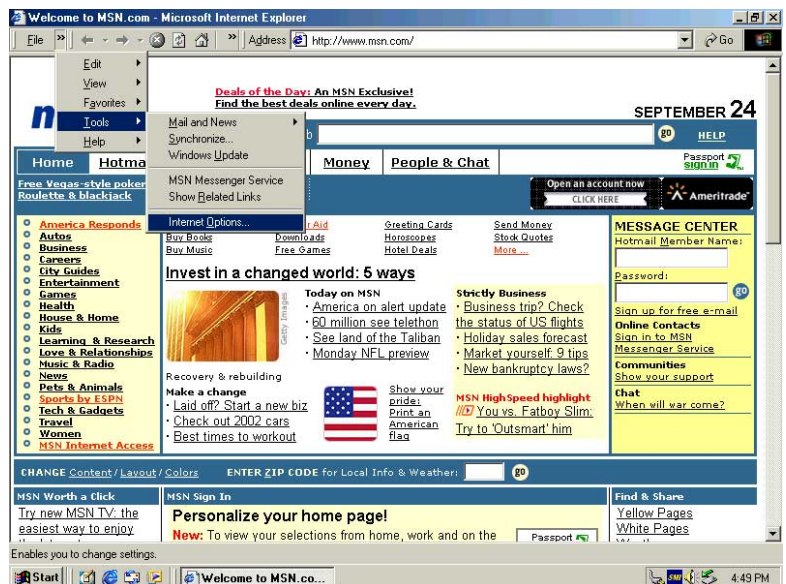 Welcome to MSN.com - Microsoft Internet Explorer
File » » Address http://www.msn.com/ Go
Edit
View
Favorites
Tools
Help
Mail and News
Synchronize...
Windows Update
MSN Messenger Service
Show Related Links
Internet Options...
Deals of the Day: An MSN Exclusive!
Find the best deals online every day.
SEPTEMBER 24
go HELP
Home Hotma Money People & Chat Passport sign in
Free Vegas-style poker
Roulette & blackjack
Open an account now
CLICK HERE
Ameritrade
America Responds
Autos
Business
Careers
City Guides
Entertainment
Games
Health
House & Home
Kids
Learning & Research
Love & Relationships
Music & Radio
News
Pets & Animals
Sports by ESPN
Tech & Gadgets
Travel
Women
MSN Internet Access
Aid Greeting Cards Send Money
Buy Books Downloads Horoscopes Stock Quotes
Buy Music Free Games Hotel Deals More ...
Invest in a changed world: 5 ways
Getty Images
Recovery & rebuilding
Today on MSN
· America on alert update
· 60 million see telethon
· See land of the Taliban
· Monday NFL preview
Make a change
· Laid off? Start a new biz
· Check out 2002 cars
· Best times to workout
Show your pride:
Print an
American
flag
Strictly Business
· Business trip? Check
the status of US flights
· Holiday sales forecast
· Market yourself: 9 tips
· New bankruptcy laws?
MSN HighSpeed highlight
You vs. Fatboy Slim:
Try to 'Outsmart' him
MESSAGE CENTER
Hotmail Member Name:
Password:
go
Sign up for free e-mail
Online Contacts
Sign in to MSN
Messenger Service
Communities
Show your support
Chat
When will war come?
CHANGE Content / Layout / Colors ENTER ZIP CODE for Local Info & Weather: go
MSN Worth a Click
Try new MSN TV: the
easiest way to enjoy
MSN Sign In
Personalize your home page!
New: To view your selections from home, work and on the
Passport
Find & Share
Yellow Pages
White Pages
Enables you to change settings.
Start Welcome to MSN.co... 4:49 PM